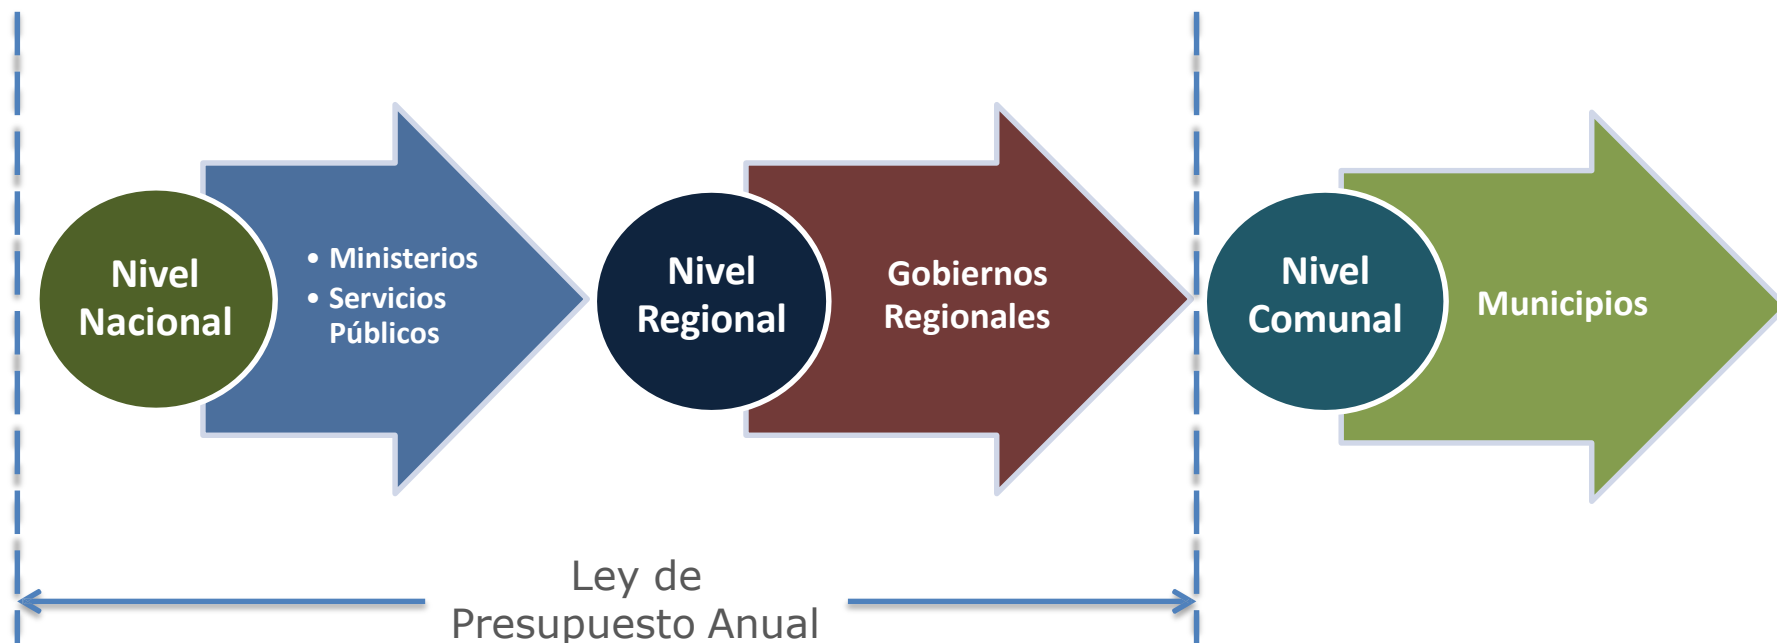 Nivel
Nacional
• Ministerios
• Servicios
Públicos
Nivel
Regional
Gobiernos
Regionales
Nivel
Comunal
Municipios
Ley de
Presupuesto Anual